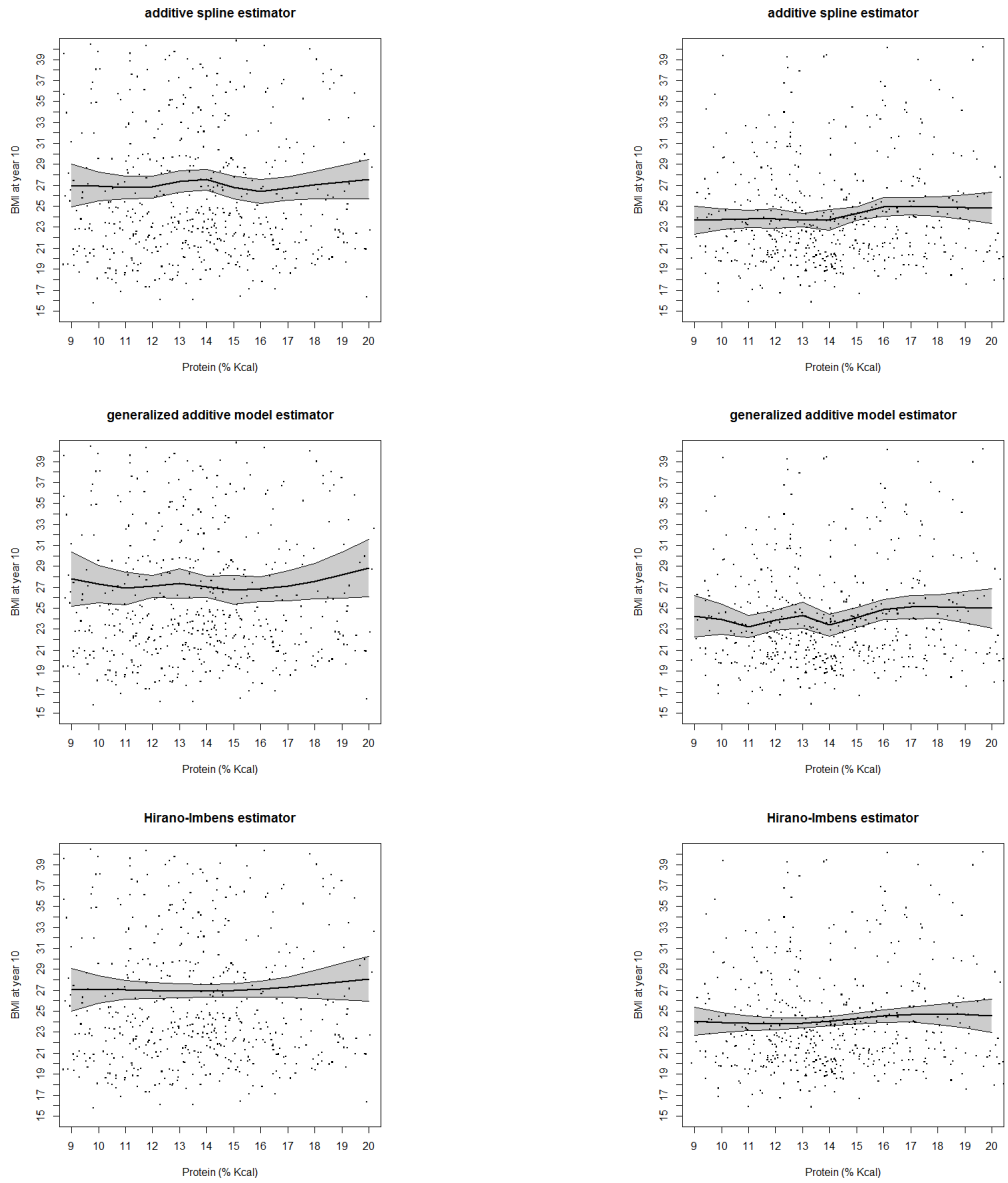 additive spline estimator
additive spline estimator
BMI at year 10
15 17 19 21 23 25 27 29 31 33 35 37 39
9 10 11 12 13 14 15 16 17 18 19 20
Protein (% Kcal)
BMI at year 10
15 17 19 21 23 25 27 29 31 33 35 37 39
9 10 11 12 13 14 15 16 17 18 19 20
Protein (% Kcal)
generalized additive model estimator
generalized additive model estimator
BMI at year 10
15 17 19 21 23 25 27 29 31 33 35 37 39
9 10 11 12 13 14 15 16 17 18 19 20
Protein (% Kcal)
BMI at year 10
15 17 19 21 23 25 27 29 31 33 35 37 39
9 10 11 12 13 14 15 16 17 18 19 20
Protein (% Kcal)
Hirano-Imbens estimator
Hirano-Imbens estimator
BMI at year 10
15 17 19 21 23 25 27 29 31 33 35 37 39
9 10 11 12 13 14 15 16 17 18 19 20
Protein (% Kcal)
BMI at year 10
15 17 19 21 23 25 27 29 31 33 35 37 39
9 10 11 12 13 14 15 16 17 18 19 20
Protein (% Kcal)